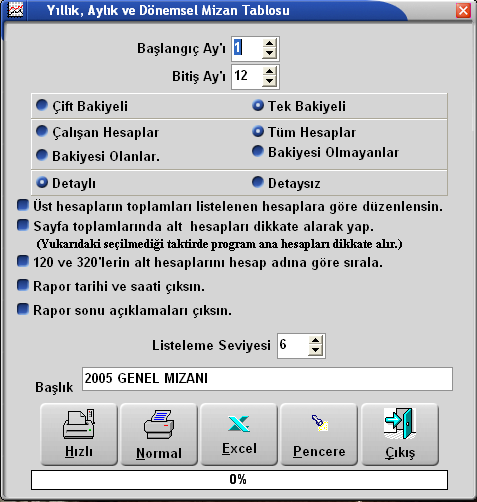 Yıllık, Aylık ve Dönemsel Mizan Tablosu
Başlangıç Ay'ı 1
Bitiş Ay'ı 12
Çift Bakiyeli Tek Bakiyeli
Çalışan Hesaplar Tüm Hesaplar
Bakiyesi Olanlar. Bakiyesi Olmayanlar
Detaylı Detaysız
Üst hesapların toplamları listelenen hesaplara göre düzenlensin.
Sayfa toplamlarında alt hesapları dikkate alarak yap.
(Yukarıdaki seçilmediği taktirde program ana hesapları dikkate alır.)
120 ve 320'lerin alt hesaplarını hesap adına göre sırala.
Rapor tarihi ve saati çıksın.
Rapor sonu açıklamaları çıksın.
Listeleme Seviyesi 6
Başlık 2005 GENEL MIZANI
Hızlı Normal Excel Pencere Çıkış
0%